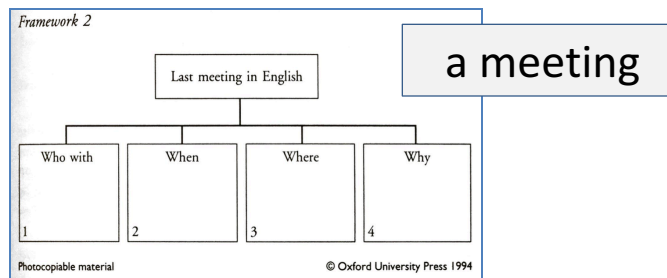 Framework 2
a meeting
Last meeting in English
Who with
When
Where
Why
1
2
3
4
Photocopiable material
© Oxford University Press 1994